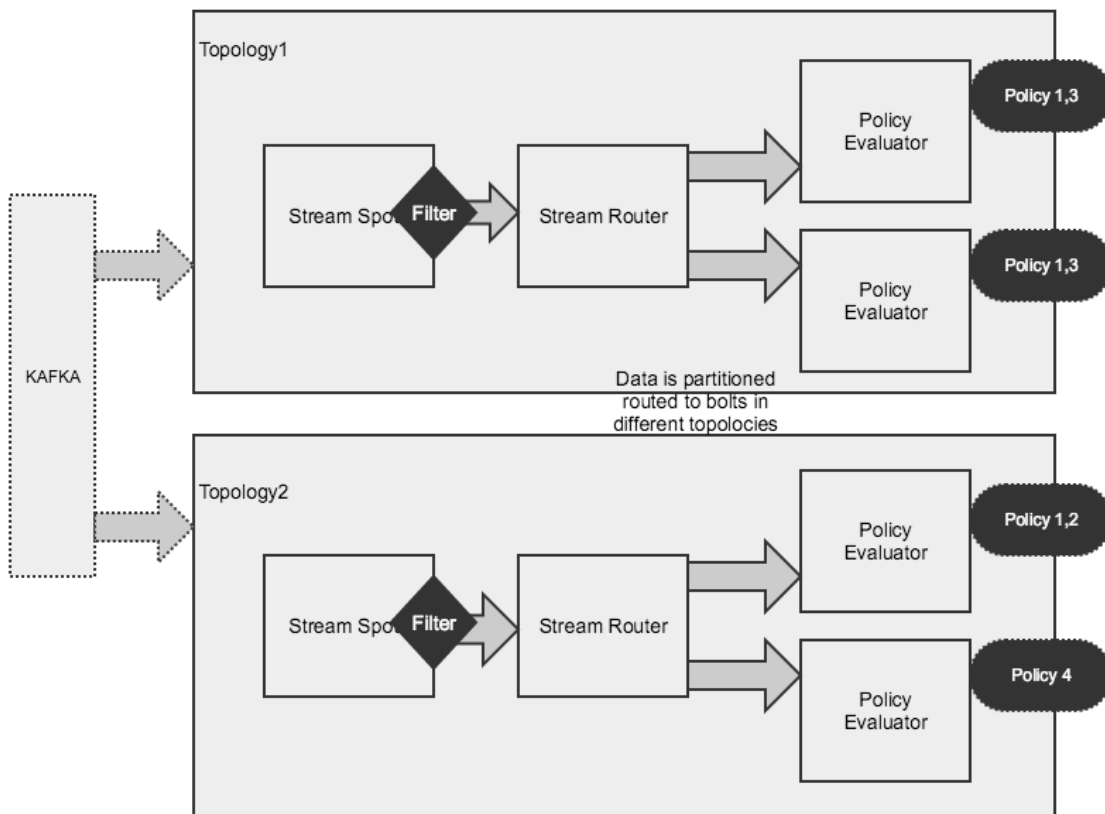 Topology1
Policy 1,3
Policy
Evaluator
Stream Spou
Filter
Stream Router
Policy 1,3
Policy
Evaluator
KAFKA
Data is partitioned
routed to bolts in
different topolocies
Topology2
Policy 1,2
Policy
Evaluator
Stream Spou
Filter
Stream Router
Policy 4
Policy
Evaluator